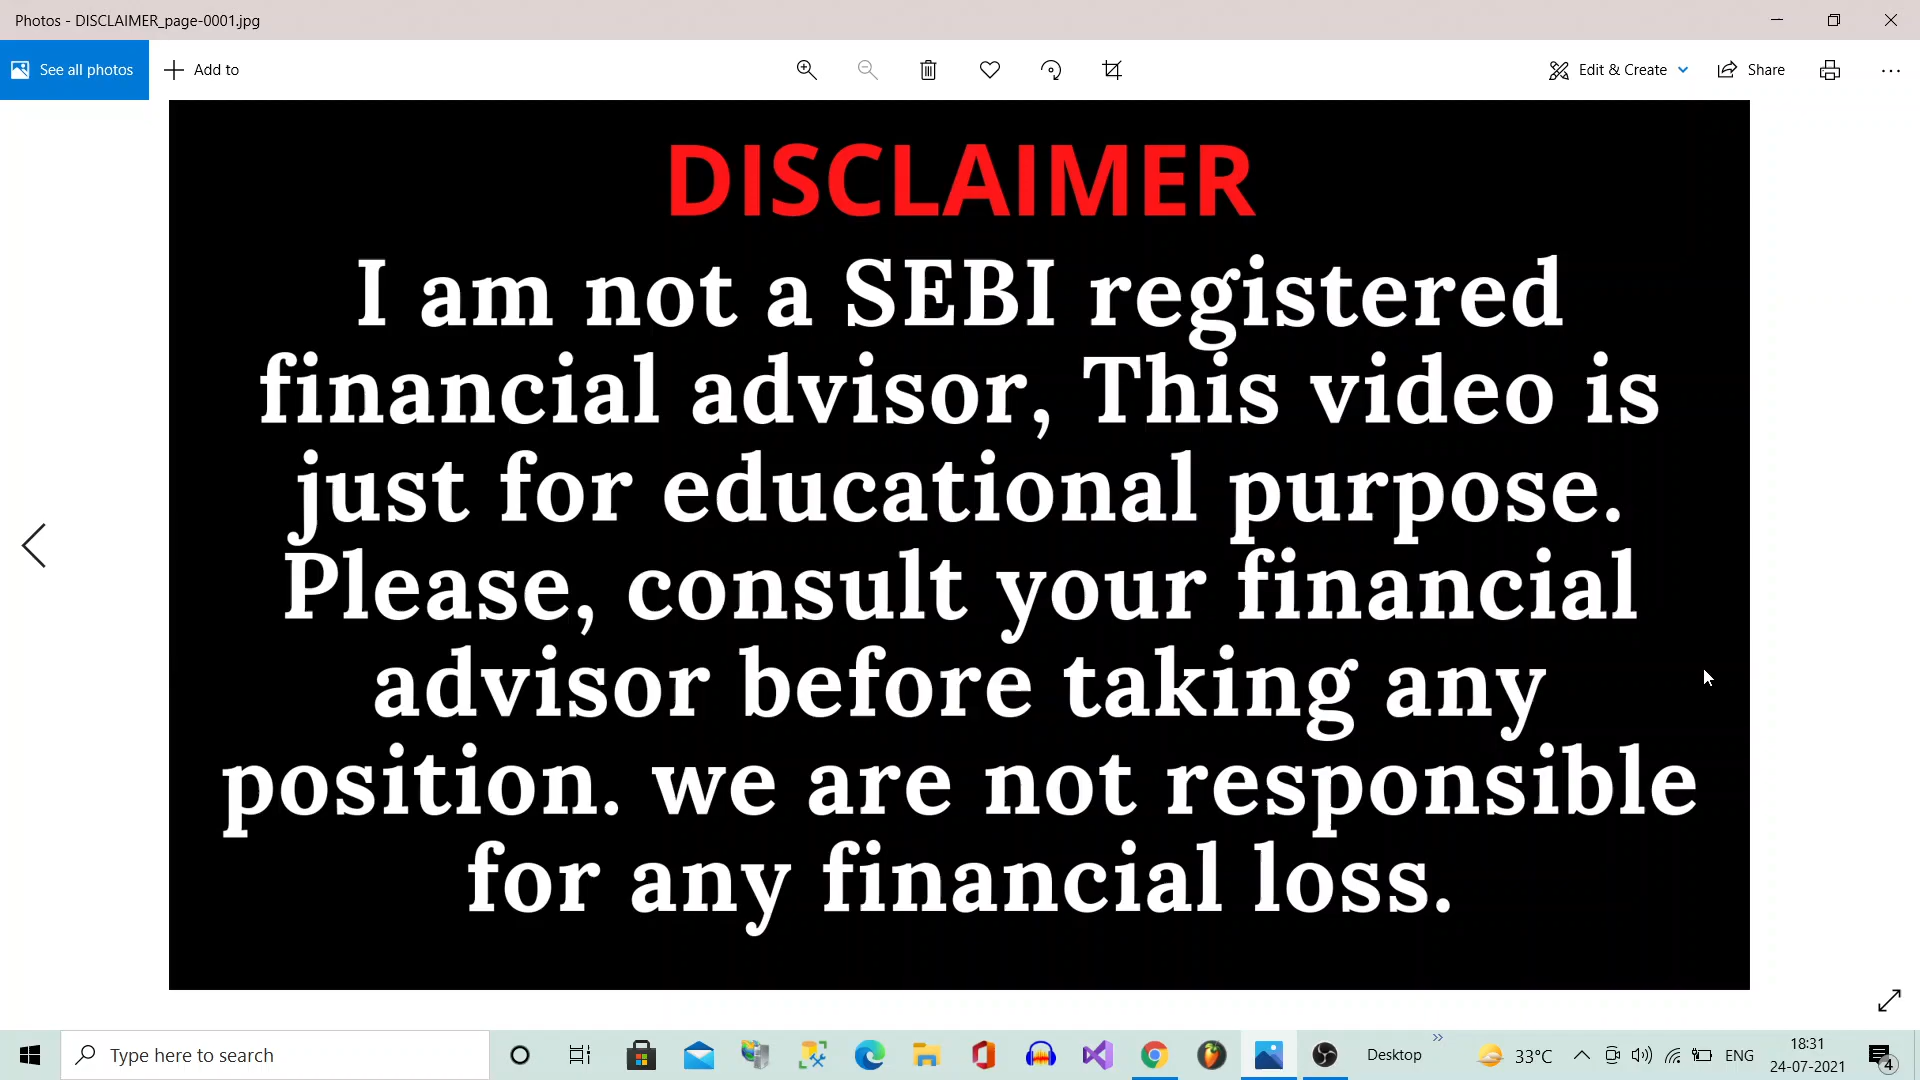 Photos - DISCLAIMER_page-0001.jpg
See all photos
Add to
Edit & Create
Share
DISCLAIMER
I am not a SEBI registered
financial advisor, This video is
just for educational purpose.
Please, consult your financial
advisor before taking any
position. we are not responsible
for any financial loss.
Type here to search
Desktop
33°C
ENG
18:31
24-07-2021
4